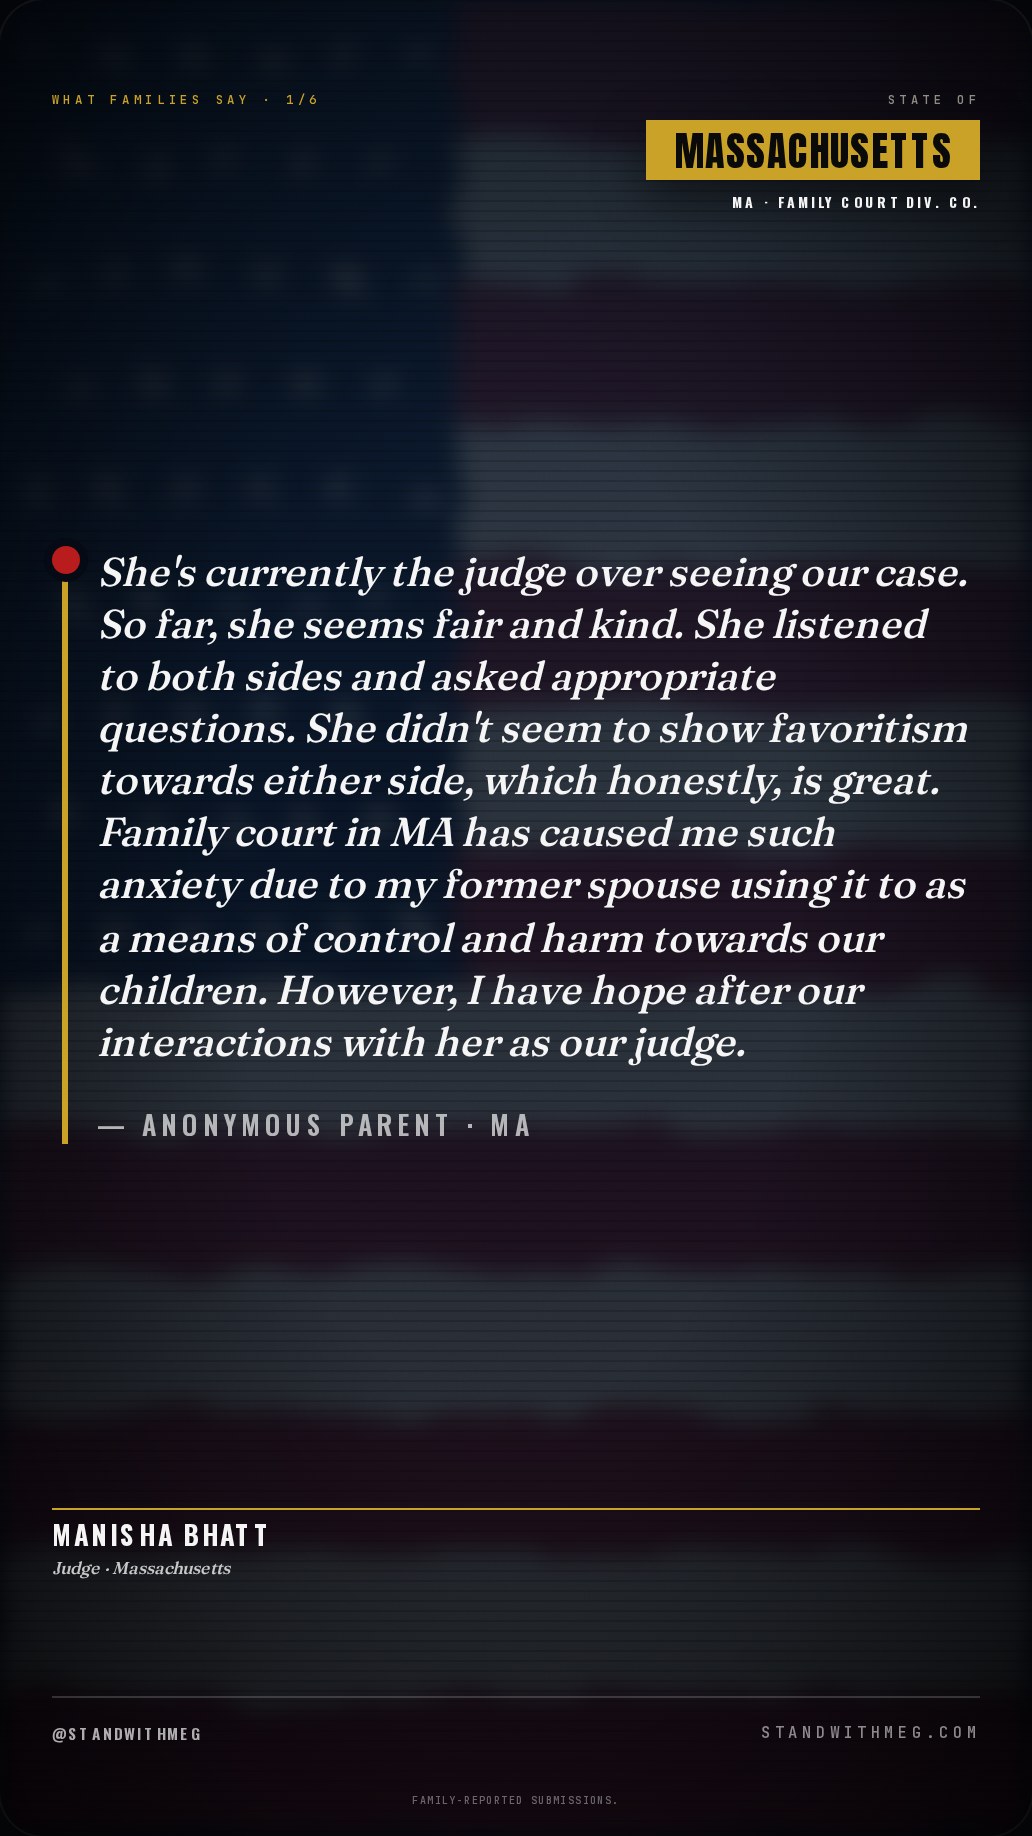 WHAT FAMILIES SAY · 1/6
STATE OF
MASSACHUSETTS
MA · FAMILY COURT DIV. CO.
She's currently the judge over seeing our case.
So far, she seems fair and kind. She listened
to both sides and asked appropriate
questions. She didn't seem to show favoritism
towards either side, which honestly, is great.
Family court in MA has caused me such
anxiety due to my former spouse using it to as
a means of control and harm towards our
children. However, I have hope after our
interactions with her as our judge.
— ANONYMOUS PARENT · MA
MANISHA BHATT
Judge · Massachusetts
@STANDWITHMEG
STANDWITHMEG.COM
FAMILY-REPORTED SUBMISSIONS.